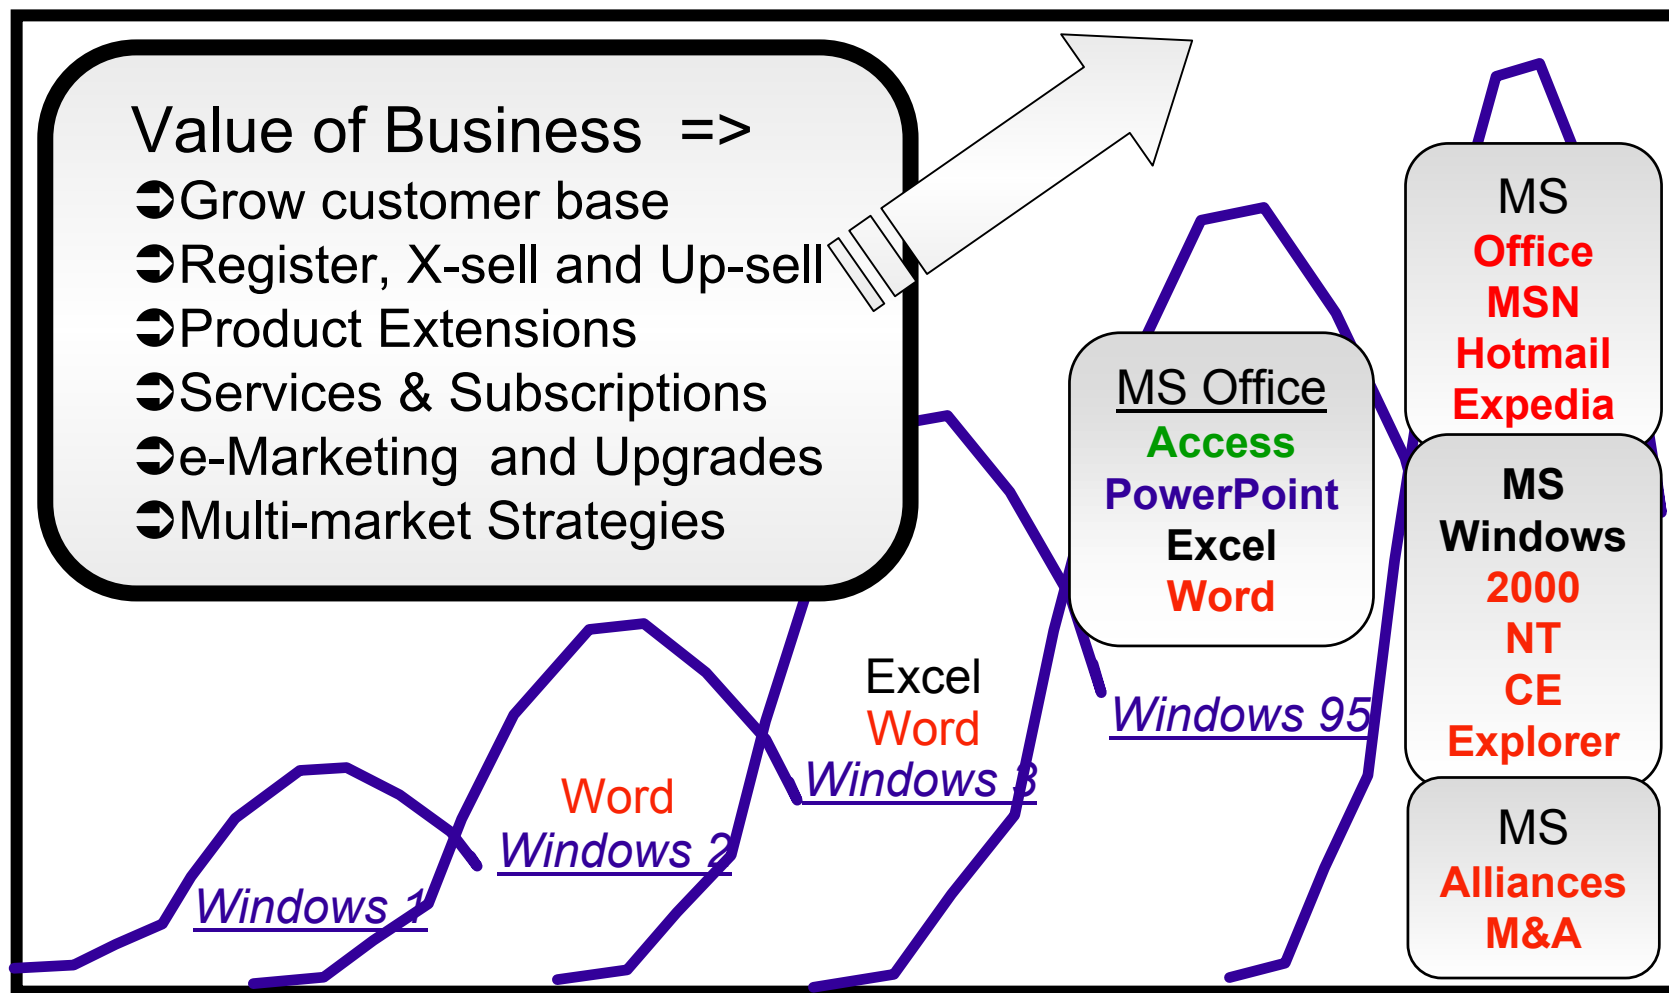 Value of Business =>
➲Grow customer base
➲Register, X-sell and Up-sell
➲Product Extensions
➲Services & Subscriptions
➲e-Marketing and Upgrades
➲Multi-market Strategies
Windows 1
Word
Windows 2
Excel
Word
Windows 3
MS Office
Access
PowerPoint
Excel
Word
Windows 95
MS
Office
MSN
Hotmail
Expedia
MS
Windows
2000
NT
CE
Explorer
MS
Alliances
M&A